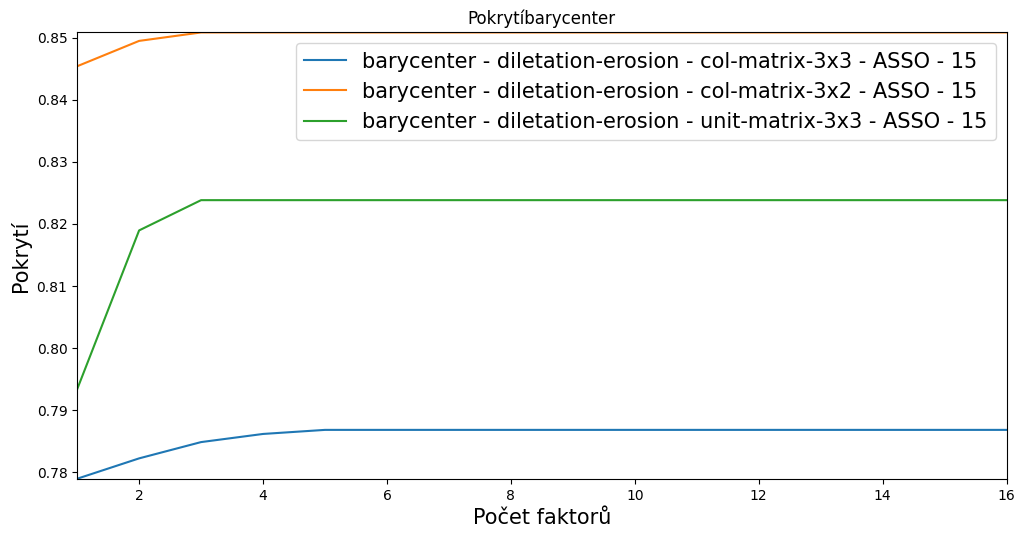 Pokrytíbarycenter
0.85
0.84
0.83
0.82
0.81
0.80
0.79
0.78
Pokrytí
barycenter - diletation-erosion - col-matrix-3x3 - ASSO - 15
barycenter - diletation-erosion - col-matrix-3x2 - ASSO - 15
barycenter - diletation-erosion - unit-matrix-3x3 - ASSO - 15
2 4 6 8 10 12 14 16
Počet faktorů